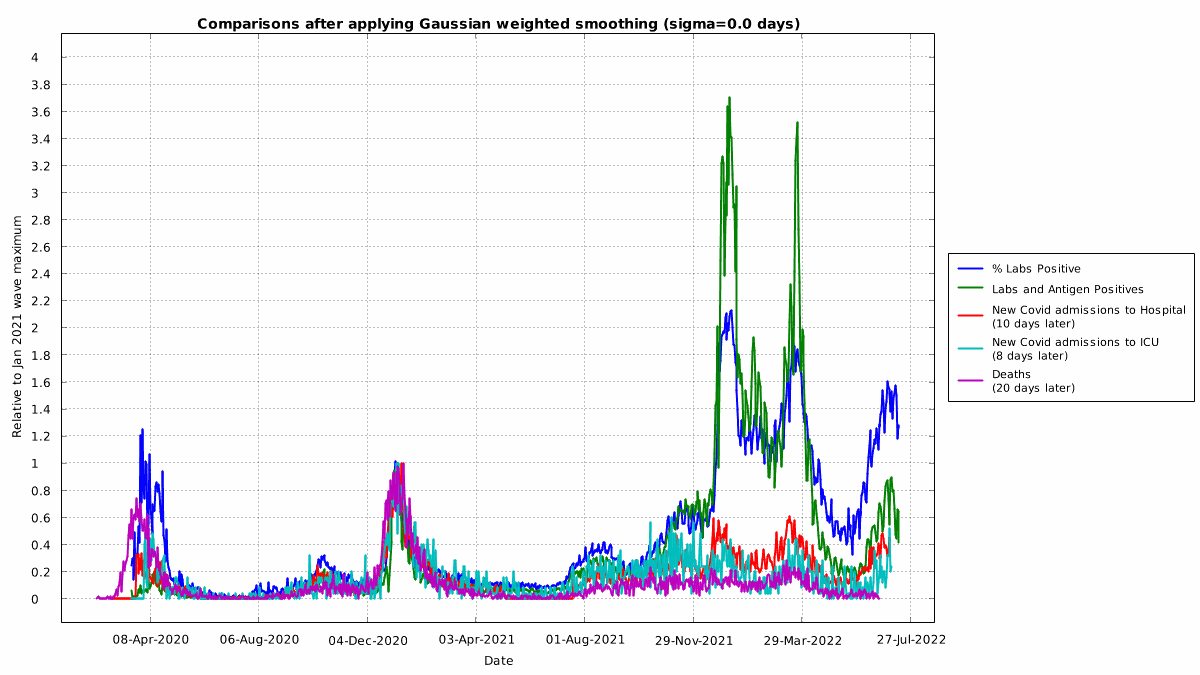 Comparisons after applying Gaussian weighted smoothing (sigma=0.0 days)
Relative to Jan 2021 wave maximum
4
3.8
3.6
3.4
3.2
3
2.8
2.6
2.4
2.2
2
1.8
1.6
1.4
1.2
1
0.8
0.6
0.4
0.2
0
08-Apr-2020 06-Aug-2020 04-Dec-2020 03-Apr-2021 01-Aug-2021 29-Nov-2021 29-Mar-2022 27-Jul-2022
Date
% Labs Positive
Labs and Antigen Positives
New Covid admissions to Hospital
(10 days later)
New Covid admissions to ICU
(8 days later)
Deaths
(20 days later)